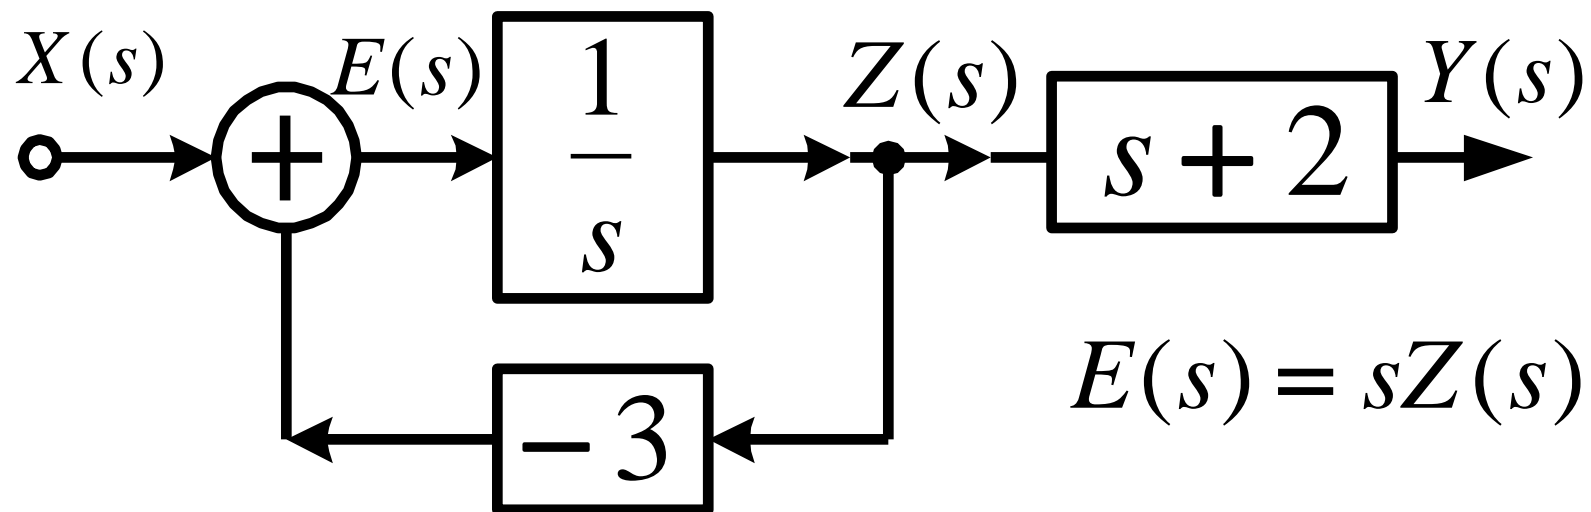 X(s)
E(s)
1/s
Z(s)
s + 2
Y(s)
−3
E(s) = sZ(s)